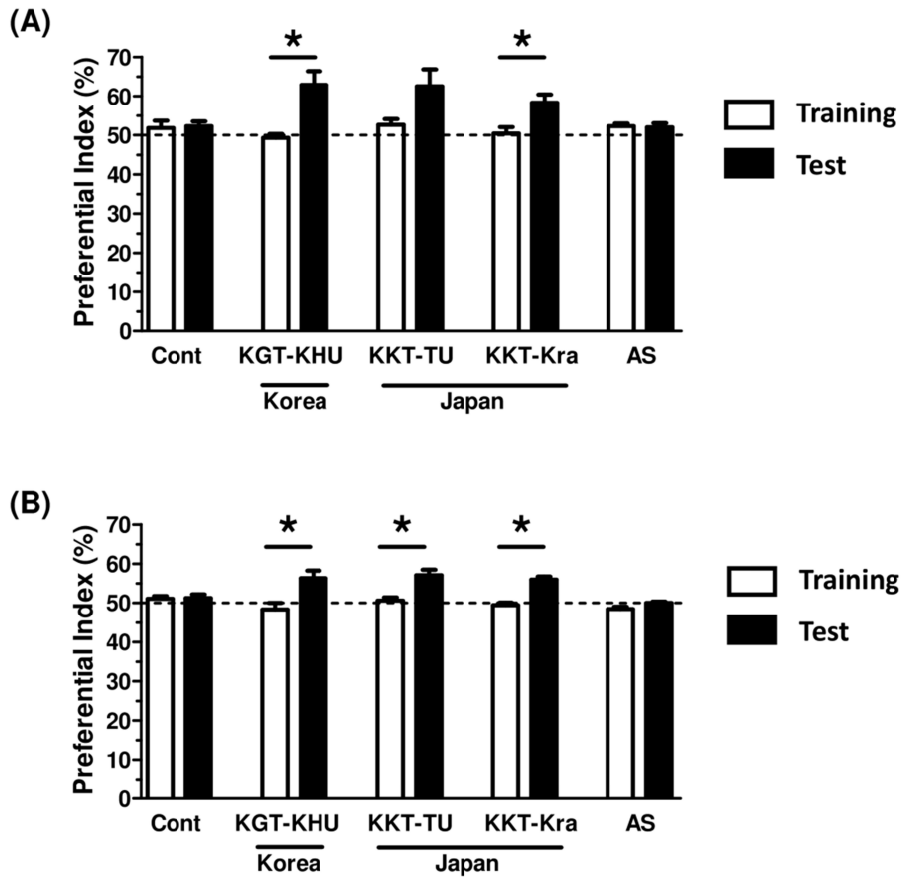 (A)
*
*
Preferential Index (%)
70
60
50
40
30
20
10
0
Training
Test
Cont
KGT-KHU
KKT-TU
KKT-Kra
AS
Korea
Japan
(B)
*
*
*
Preferential Index (%)
70
60
50
40
30
20
10
0
Training
Test
Cont
KGT-KHU
KKT-TU
KKT-Kra
AS
Korea
Japan